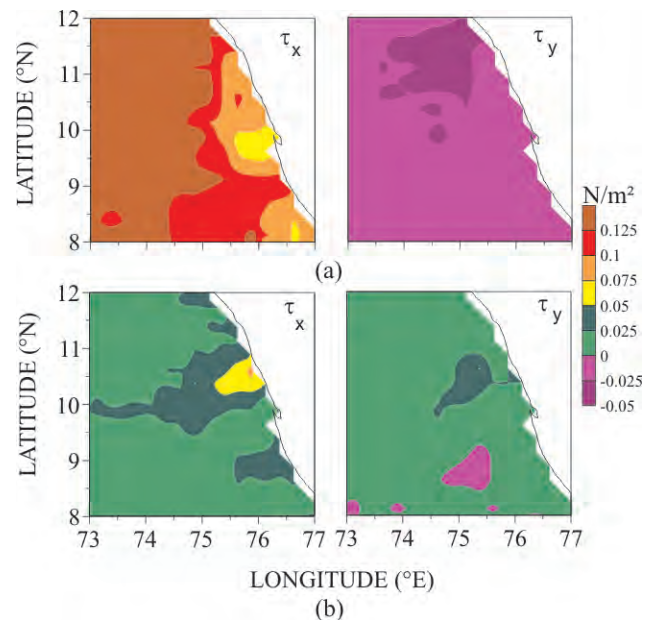 12
11
10
9
8
LATITUDE (°N)
τx
τy
(a)
N/m²
0.125
0.1
0.075
0.05
0.025
0
-0.025
-0.05
12
11
10
9
8
LATITUDE (°N)
τx
τy
73 74 75 76 77 73 74 75 76 77
LONGITUDE (°E)
(b)